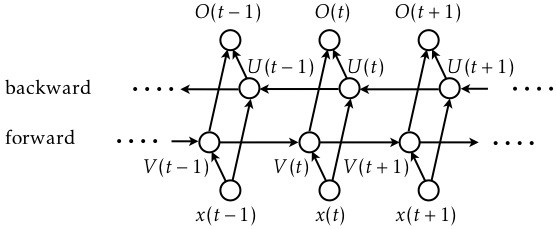 O(t−1) O(t) O(t+1)
U(t−1) U(t) U(t+1)
backward
forward
V(t−1) V(t) V(t+1)
x(t−1) x(t) x(t+1)